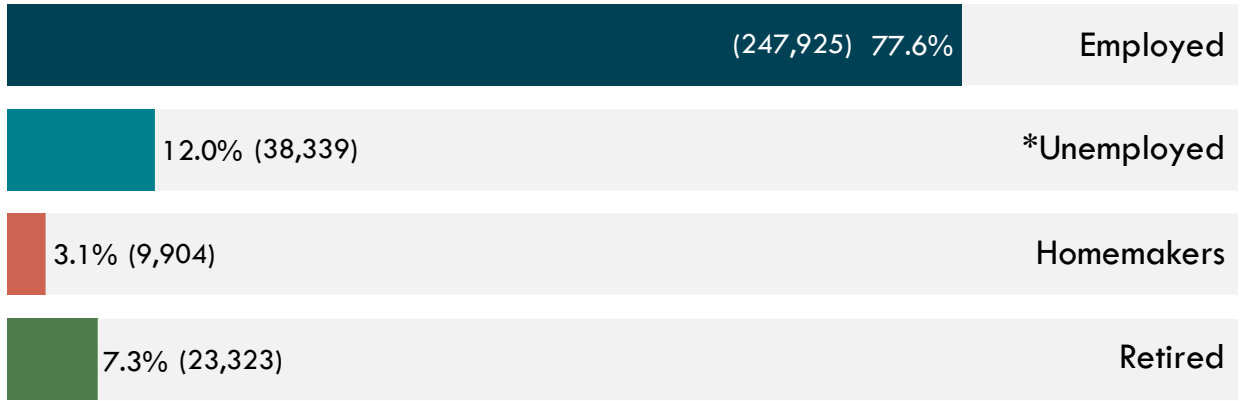 (247,925) 77.6% Employed
12.0% (38,339) *Unemployed
3.1% (9,904) Homemakers
7.3% (23,323) Retired